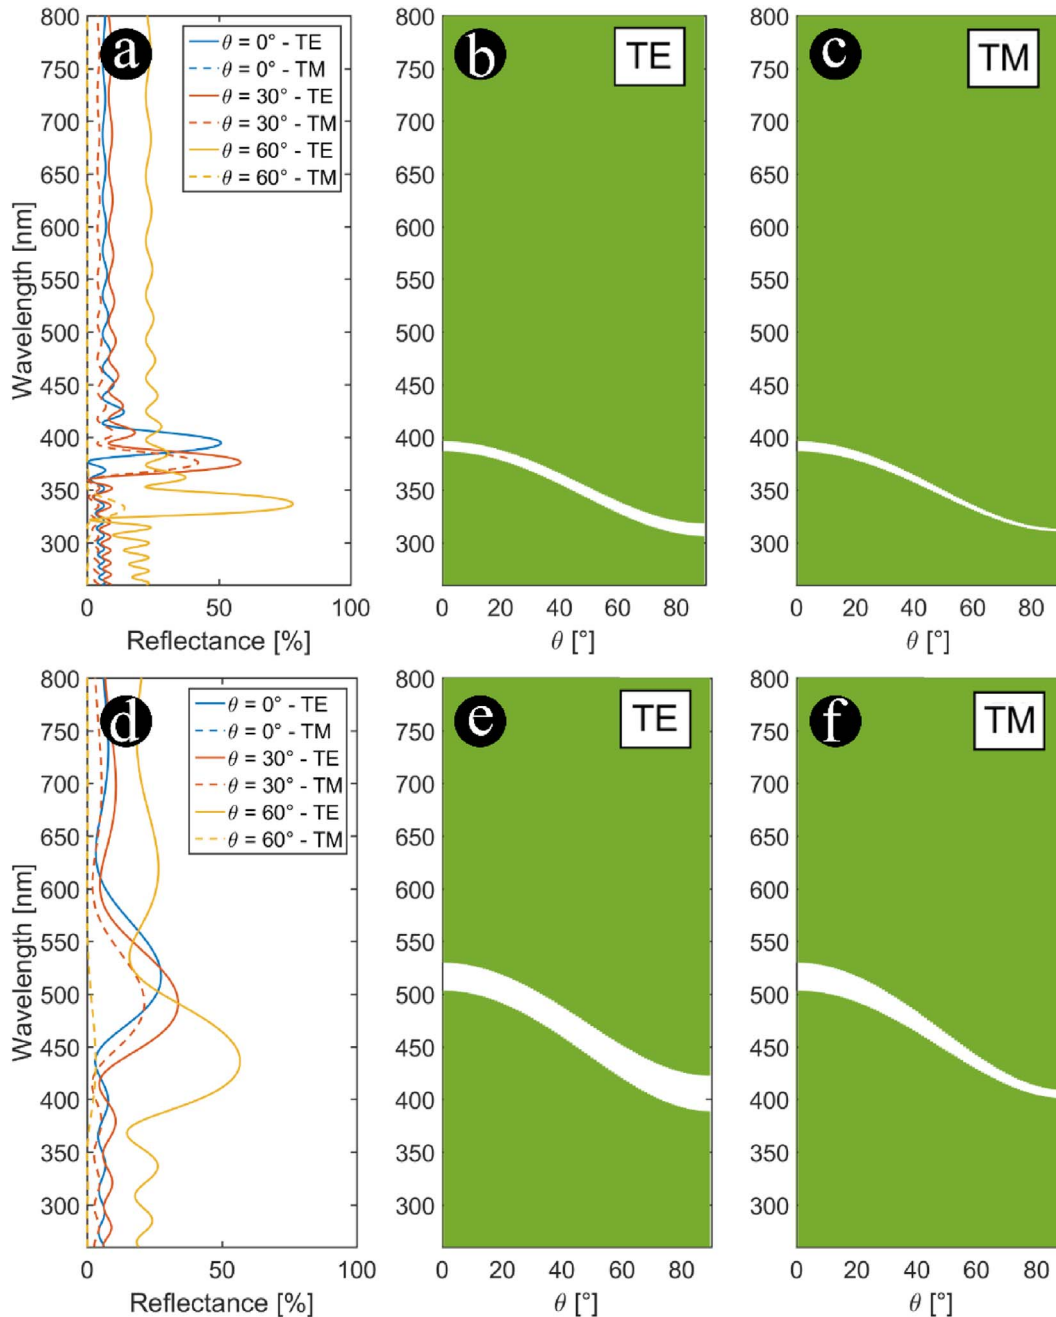 a
θ = 0° - TE
θ = 0° - TM
θ = 30° - TE
θ = 30° - TM
θ = 60° - TE
θ = 60° - TM
Wavelength [nm]
800
750
700
650
600
550
500
450
400
350
300
0 50 100
Reflectance [%]
b
TE
800
750
700
650
600
550
500
450
400
350
300
0 20 40 60 80
θ [°]
c
TM
800
750
700
650
600
550
500
450
400
350
300
0 20 40 60 80
θ [°]
d
θ = 0° - TE
θ = 0° - TM
θ = 30° - TE
θ = 30° - TM
θ = 60° - TE
θ = 60° - TM
Wavelength [nm]
800
750
700
650
600
550
500
450
400
350
300
0 50 100
Reflectance [%]
e
TE
800
750
700
650
600
550
500
450
400
350
300
0 20 40 60 80
θ [°]
f
TM
800
750
700
650
600
550
500
450
400
350
300
0 20 40 60 80
θ [°]